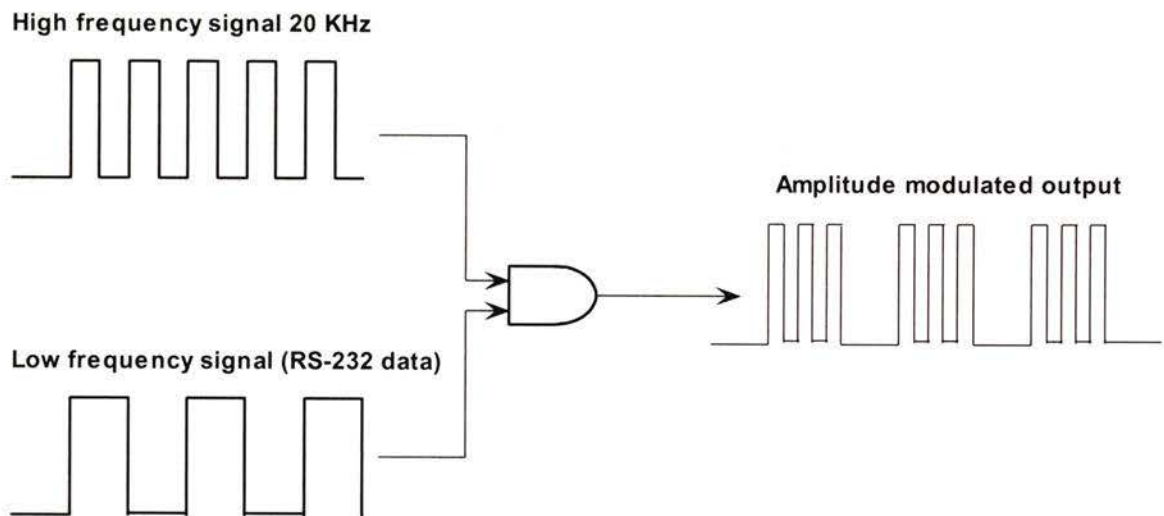 High frequency signal 20 KHz
Amplitude modulated output
Low frequency signal (RS-232 data)